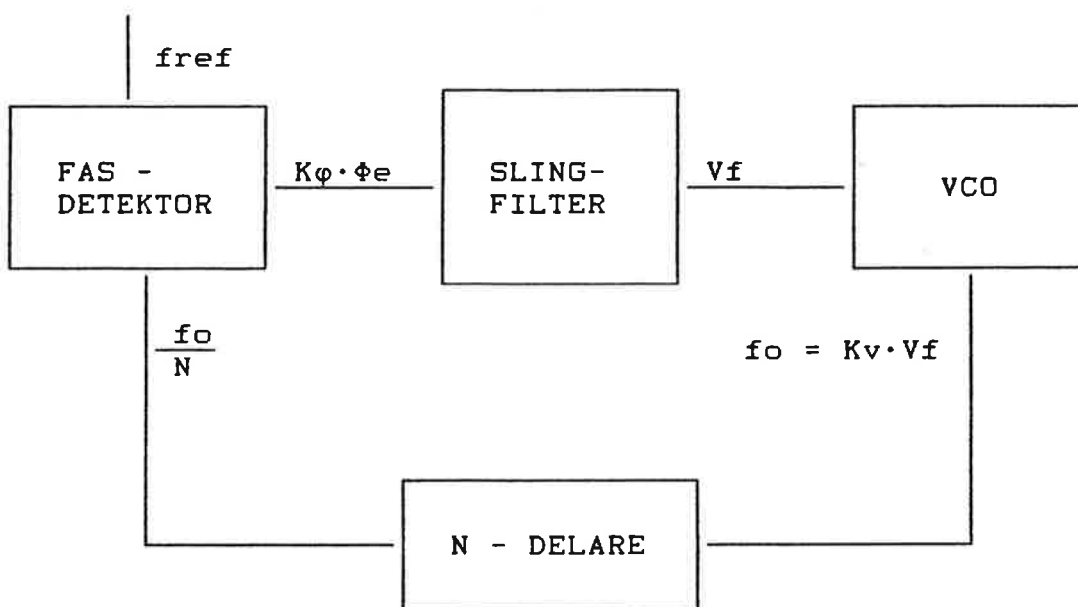 fref
FAS -
DETEKTOR
Kφ·Φe
SLING-
FILTER
Vf
VCO
fo
N
fo = Kv·Vf
N - DELARE